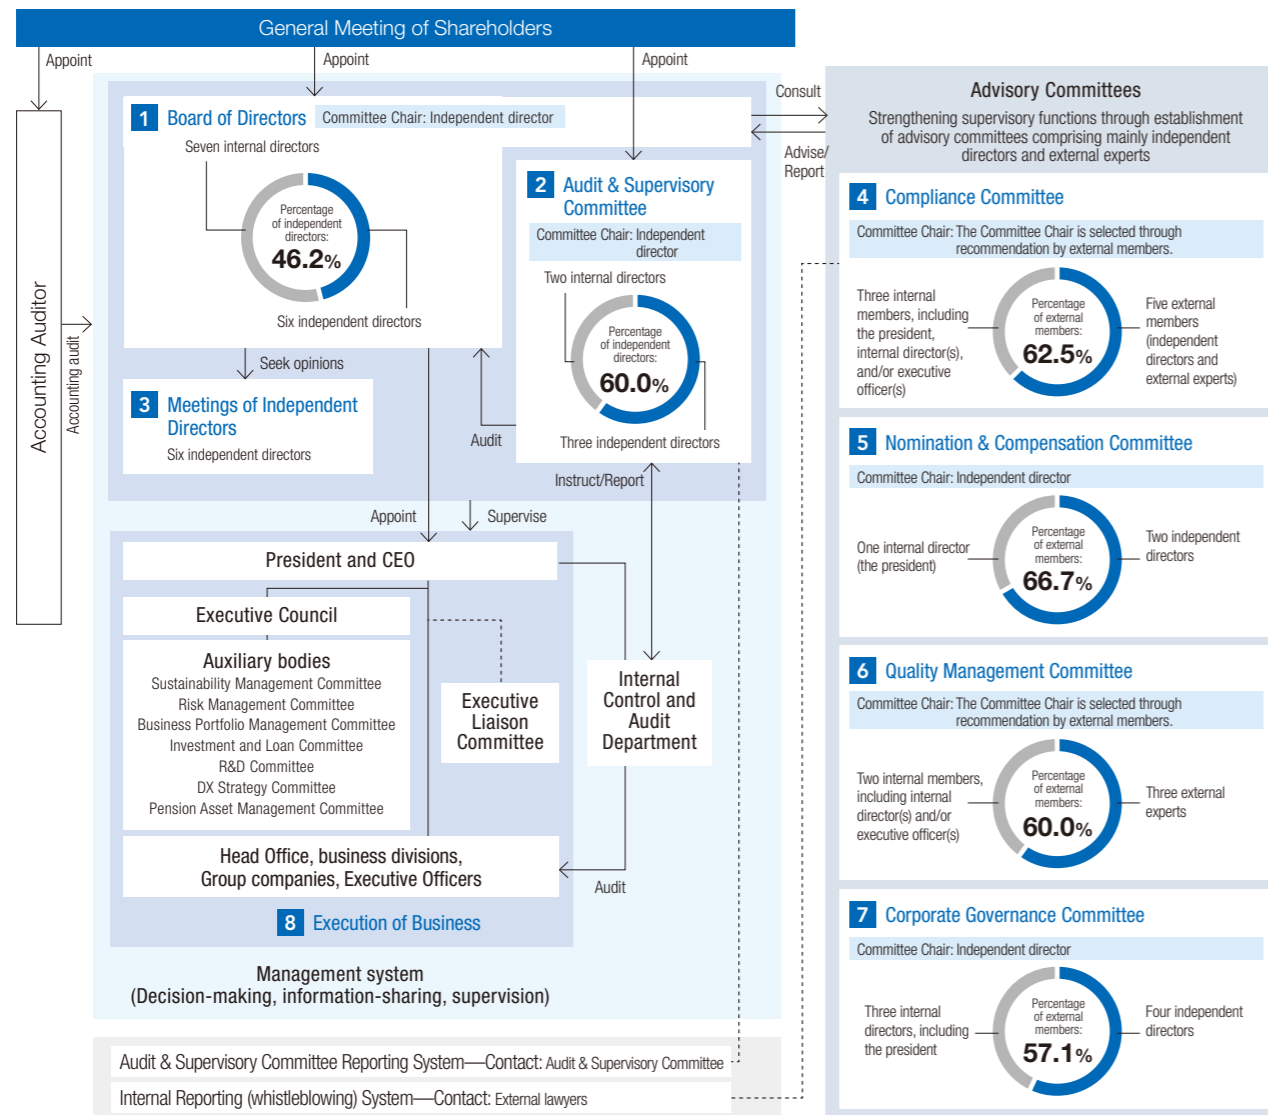 General Meeting of Shareholders
Appoint
Appoint
Appoint
Accounting Auditor
Accounting audit
1 Board of Directors
Committee Chair: Independent director
Seven internal directors
Percentage
of independent
directors:
46.2%
Six independent directors
Seek opinions
3 Meetings of Independent
Directors
Six independent directors
2 Audit & Supervisory
Committee
Committee Chair: Independent
director
Two internal directors
Percentage
of independent
directors:
60.0%
Three independent directors
Audit
Instruct/Report
Appoint
Supervise
President and CEO
Executive Council
Auxiliary bodies
Sustainability Management Committee
Risk Management Committee
Business Portfolio Management Committee
Investment and Loan Committee
R&D Committee
DX Strategy Committee
Pension Asset Management Committee
Executive
Liaison
Committee
Internal
Control and
Audit
Department
Head Office, business divisions,
Group companies, Executive Officers
Audit
8 Execution of Business
Management system
(Decision-making, information-sharing, supervision)
Audit & Supervisory Committee Reporting System—Contact: Audit & Supervisory Committee
Internal Reporting (whistleblowing) System—Contact: External lawyers
Consult
Advise/
Report
Advisory Committees
Strengthening supervisory functions through establishment
of advisory committees comprising mainly independent
directors and external experts
4 Compliance Committee
Committee Chair: The Committee Chair is selected through
recommendation by external members.
Three internal
members, including
the president,
internal director(s),
and/or executive
officer(s)
Percentage
of external
members:
62.5%
Five external
members
(independent
directors and
external experts)
5 Nomination & Compensation Committee
Committee Chair: Independent director
One internal director
(the president)
Percentage
of external
members:
66.7%
Two independent
directors
6 Quality Management Committee
Committee Chair: The Committee Chair is selected through
recommendation by external members.
Two internal members,
including internal
director(s) and/or
executive officer(s)
Percentage
of external
members:
60.0%
Three external
experts
7 Corporate Governance Committee
Committee Chair: Independent director
Three internal
directors, including
the president
Percentage
of external
members:
57.1%
Four independent
directors